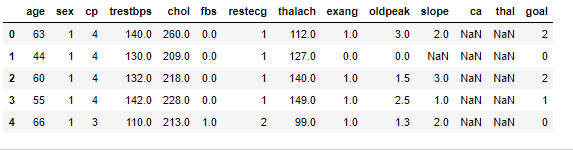 age sex cp trestbps chol fbs restecg thalach exang oldpeak slope ca thal goal
0 63 1 4 140.0 260.0 0.0 1 112.0 1.0 3.0 2.0 NaN NaN 2
1 44 1 4 130.0 209.0 0.0 1 127.0 0.0 0.0 NaN NaN NaN 0
2 60 1 4 132.0 218.0 0.0 1 140.0 1.0 1.5 3.0 NaN NaN 2
3 55 1 4 142.0 228.0 0.0 1 149.0 1.0 2.5 1.0 NaN NaN 1
4 66 1 3 110.0 213.0 1.0 2 99.0 1.0 1.3 2.0 NaN NaN 0